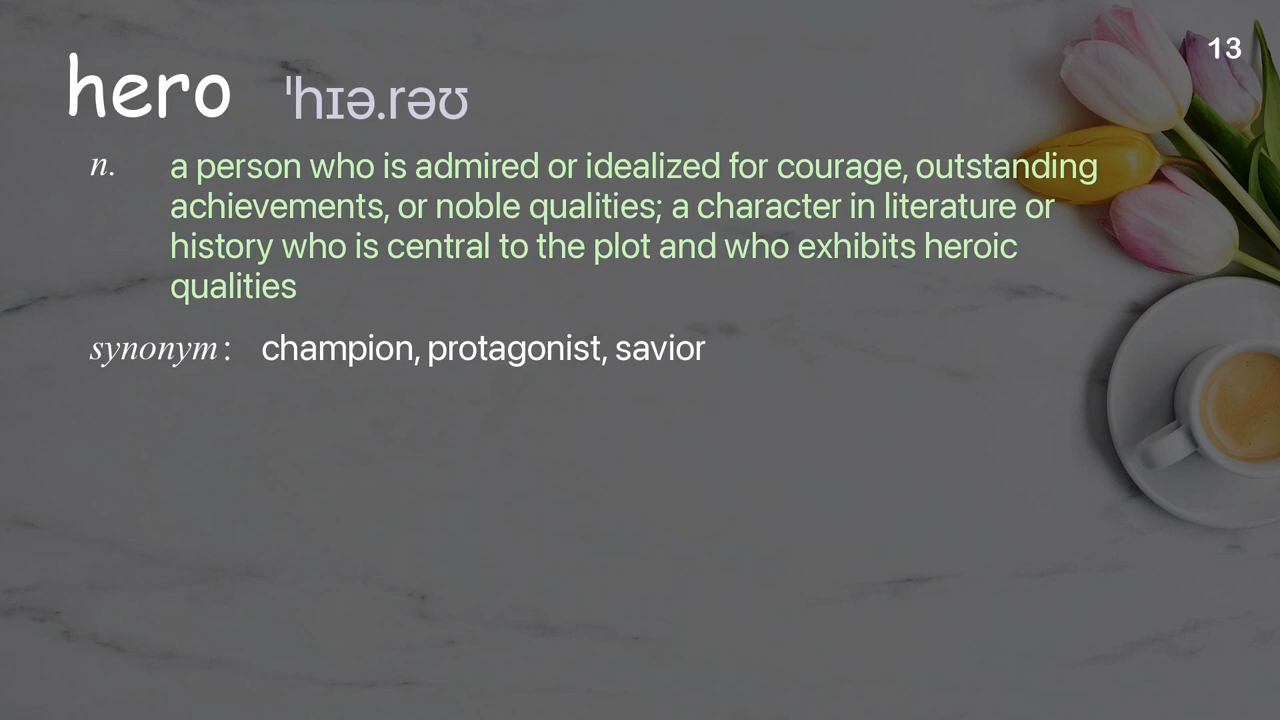 13
hero ˈhɪə.rəʊ
n. a person who is admired or idealized for courage, outstanding
achievements, or noble qualities; a character in literature or
history who is central to the plot and who exhibits heroic
qualities
synonym : champion, protagonist, savior